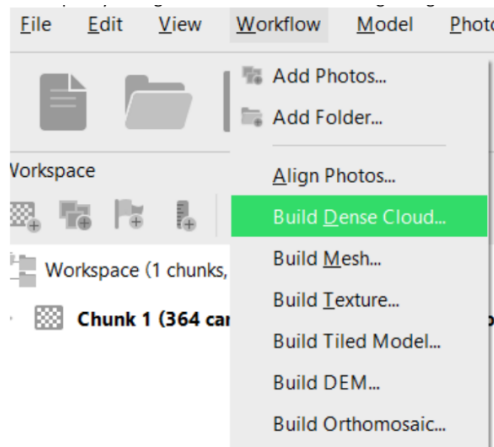 File Edit View Workflow Model
Add Photos...
Add Folder...
Workspace
Align Photos...
Build Dense Cloud...
Workspace (1 chunks,
Build Mesh...
Build Texture...
Chunk 1 (364
Build Tiled Model...
Build DEM...
Build Orthomosaic...